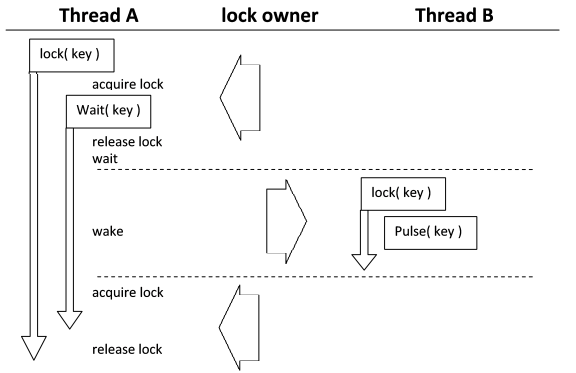 Thread A lock owner Thread B
lock( key )
acquire lock
Wait( key )
release lock
wait
lock( key )
wake
Pulse( key )
acquire lock
release lock